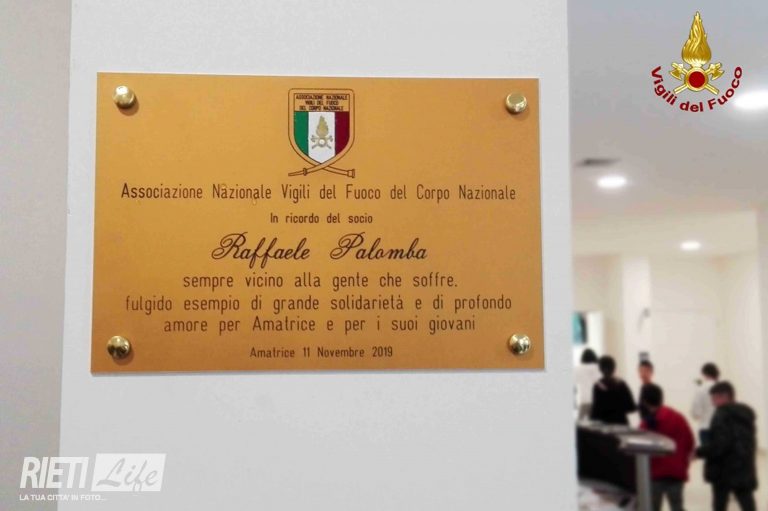 Vigili del Fuoco
ASSOCIAZIONE NAZIONALE
VIGILI DEL FUOCO
DEL CORPO NAZIONALE
Associazione Nazionale Vigili del Fuoco del Corpo Nazionale
In ricordo del socio
Raffaele Palomba
sempre vicino alla gente che soffre.
fulgido esempio di grande solidarietá e di profondo
amore per Amatrice e per i suoi giovani
Amatrice 11 Novembre 2019
RIETI Life
LA TUA CITTA' IN FOTO...